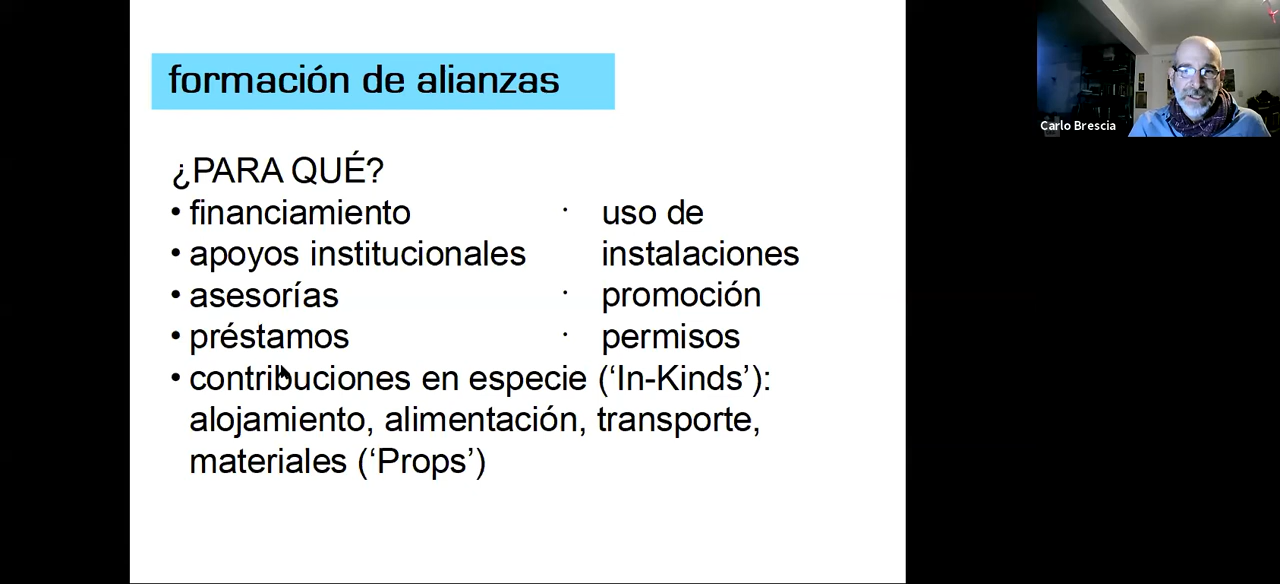 formación de alianzas
¿PARA QUÉ?
• financiamiento
• apoyos institucionales
• asesorías
• préstamos
· uso de
instalaciones
· promoción
· permisos
• contribuciones en especie (‘In-Kinds’):
alojamiento, alimentación, transporte,
materiales (‘Props’)
Carlo Brescia